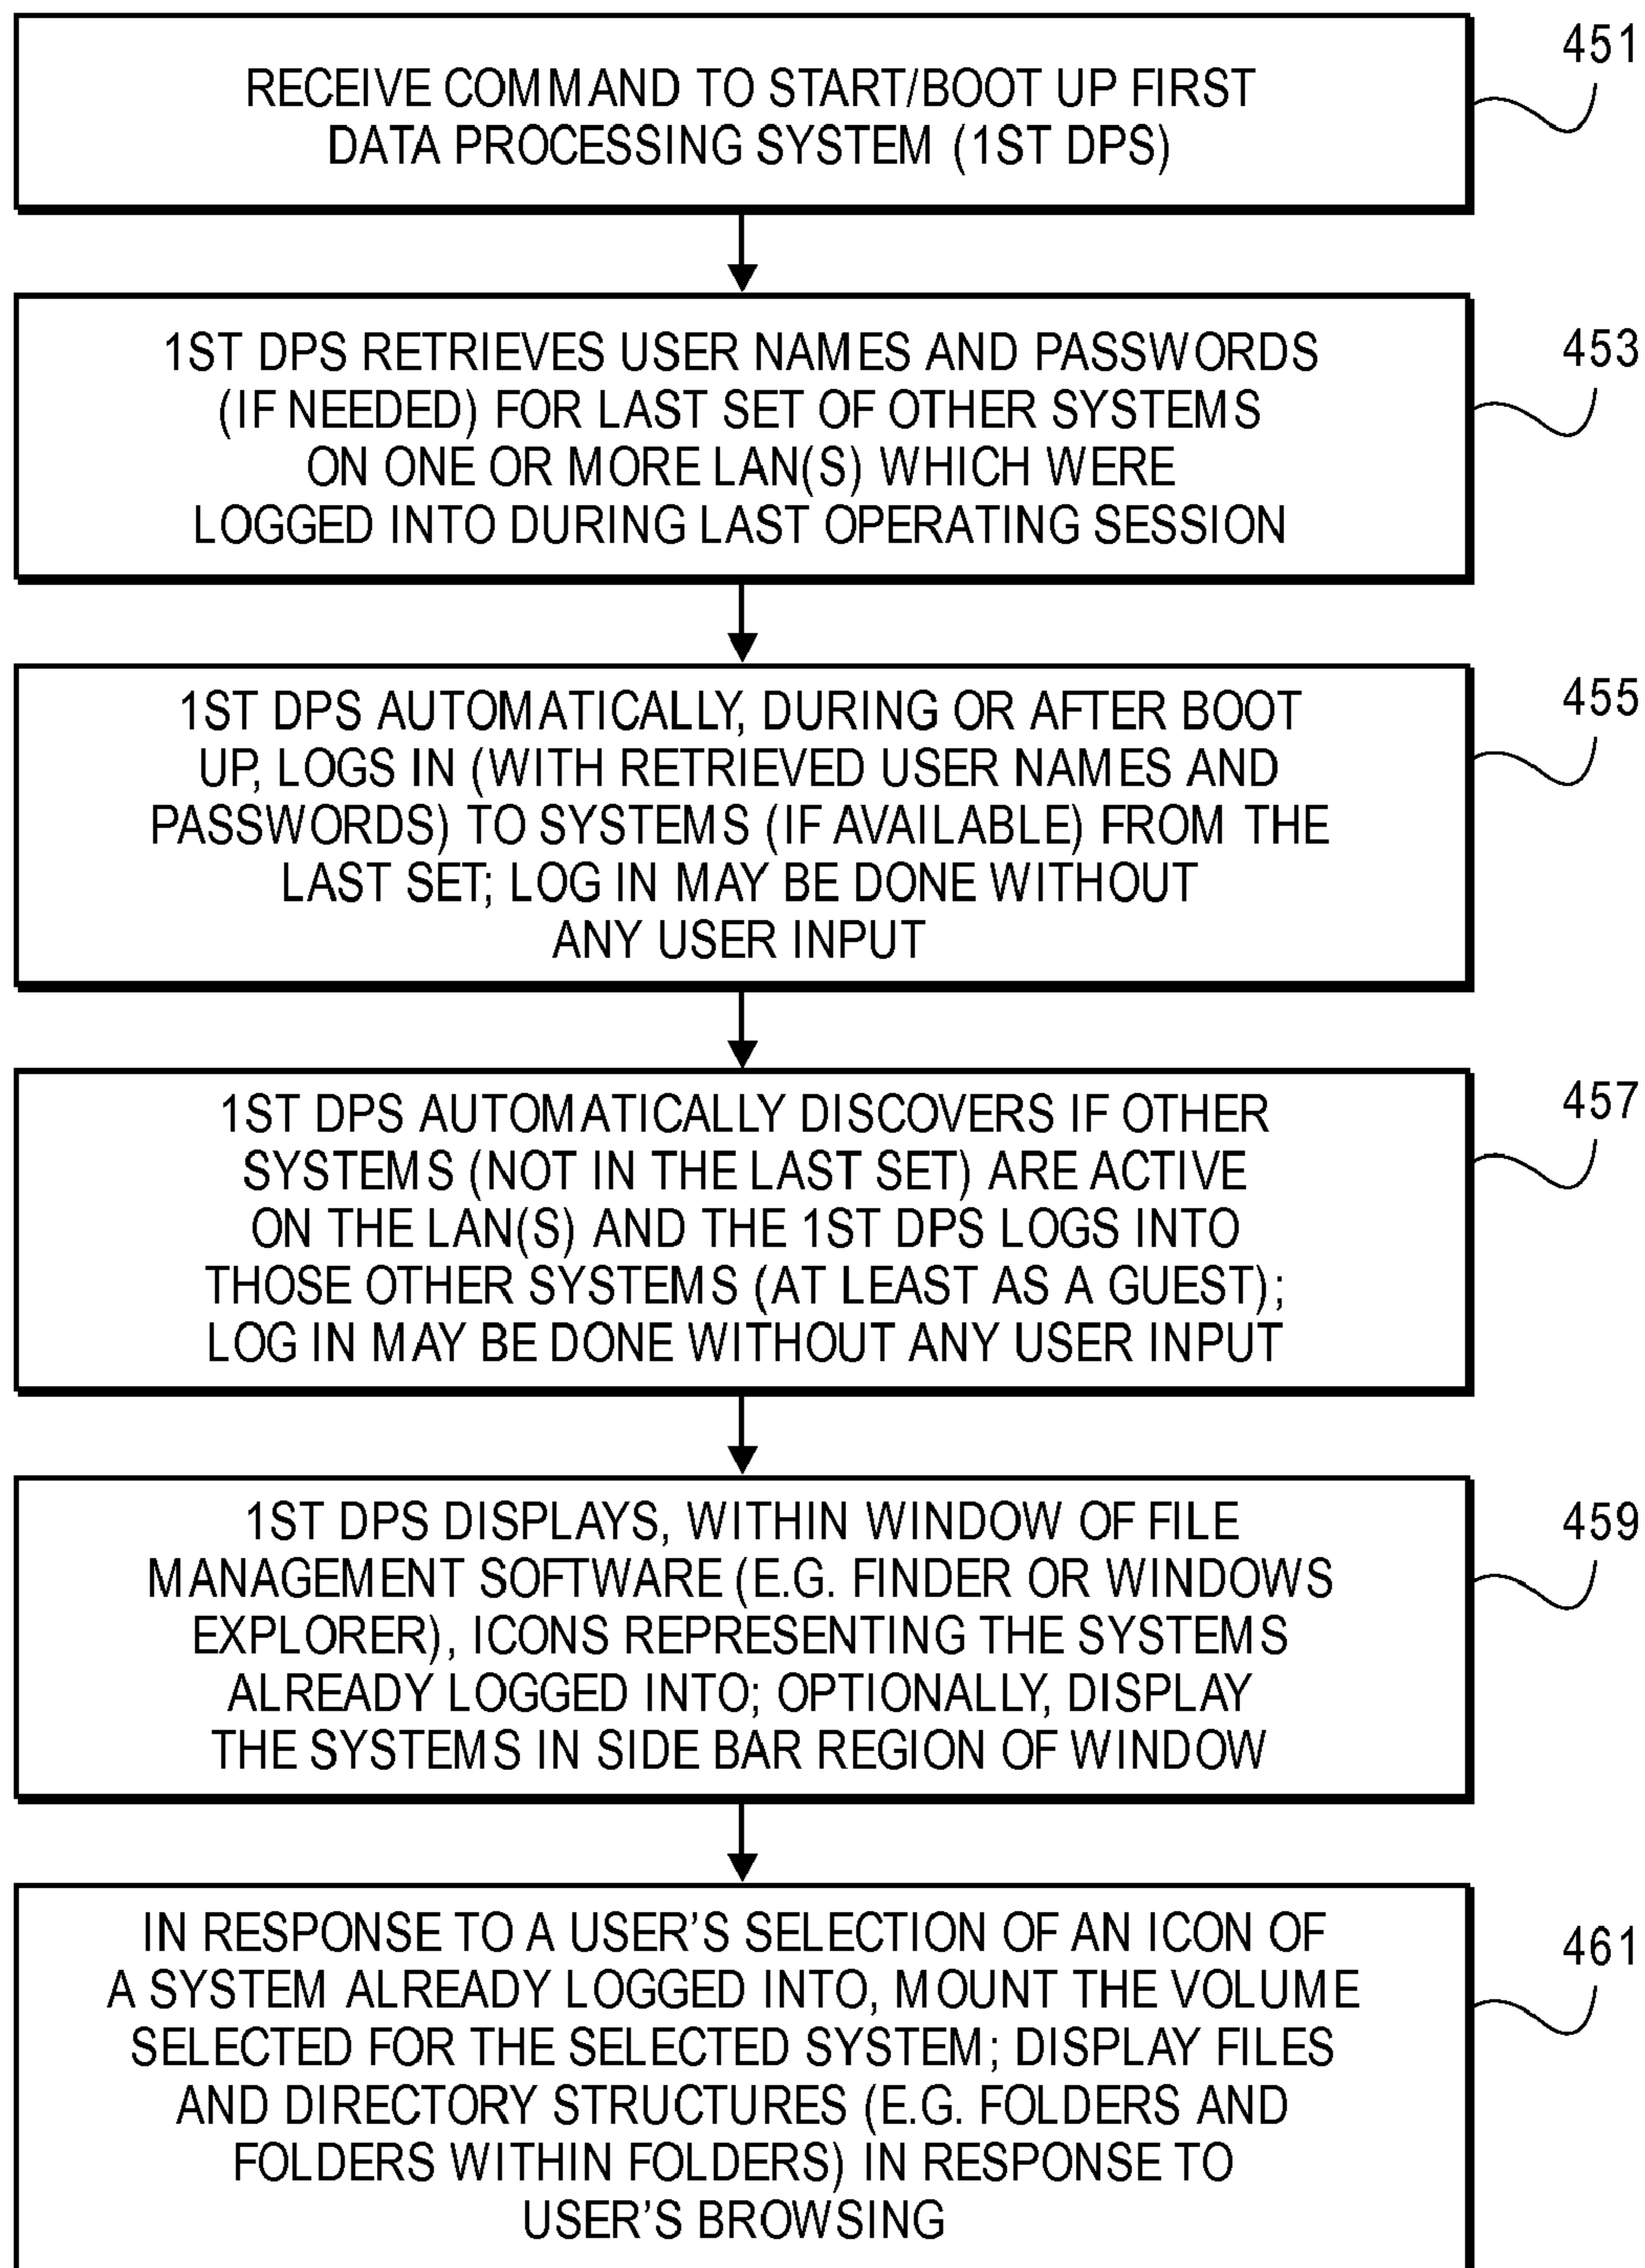 RECEIVE COMMAND TO START/BOOT UP FIRST
DATA PROCESSING SYSTEM (1ST DPS)
451
1ST DPS RETRIEVES USER NAMES AND PASSWORDS
(IF NEEDED) FOR LAST SET OF OTHER SYSTEMS
ON ONE OR MORE LAN(S) WHICH WERE
LOGGED INTO DURING LAST OPERATING SESSION
453
1ST DPS AUTOMATICALLY, DURING OR AFTER BOOT
UP, LOGS IN (WITH RETRIEVED USER NAMES AND
PASSWORDS) TO SYSTEMS (IF AVAILABLE) FROM THE
LAST SET; LOG IN MAY BE DONE WITHOUT
ANY USER INPUT
455
1ST DPS AUTOMATICALLY DISCOVERS IF OTHER
SYSTEMS (NOT IN THE LAST SET) ARE ACTIVE
ON THE LAN(S) AND THE 1ST DPS LOGS INTO
THOSE OTHER SYSTEMS (AT LEAST AS A GUEST);
LOG IN MAY BE DONE WITHOUT ANY USER INPUT
457
1ST DPS DISPLAYS, WITHIN WINDOW OF FILE
MANAGEMENT SOFTWARE (E.G. FINDER OR WINDOWS
EXPLORER), ICONS REPRESENTING THE SYSTEMS
ALREADY LOGGED INTO; OPTIONALLY, DISPLAY
THE SYSTEMS IN SIDE BAR REGION OF WINDOW
459
IN RESPONSE TO A USER'S SELECTION OF AN ICON OF
A SYSTEM ALREADY LOGGED INTO, MOUNT THE VOLUME
SELECTED FOR THE SELECTED SYSTEM; DISPLAY FILES
AND DIRECTORY STRUCTURES (E.G. FOLDERS AND
FOLDERS WITHIN FOLDERS) IN RESPONSE TO
USER'S BROWSING
461